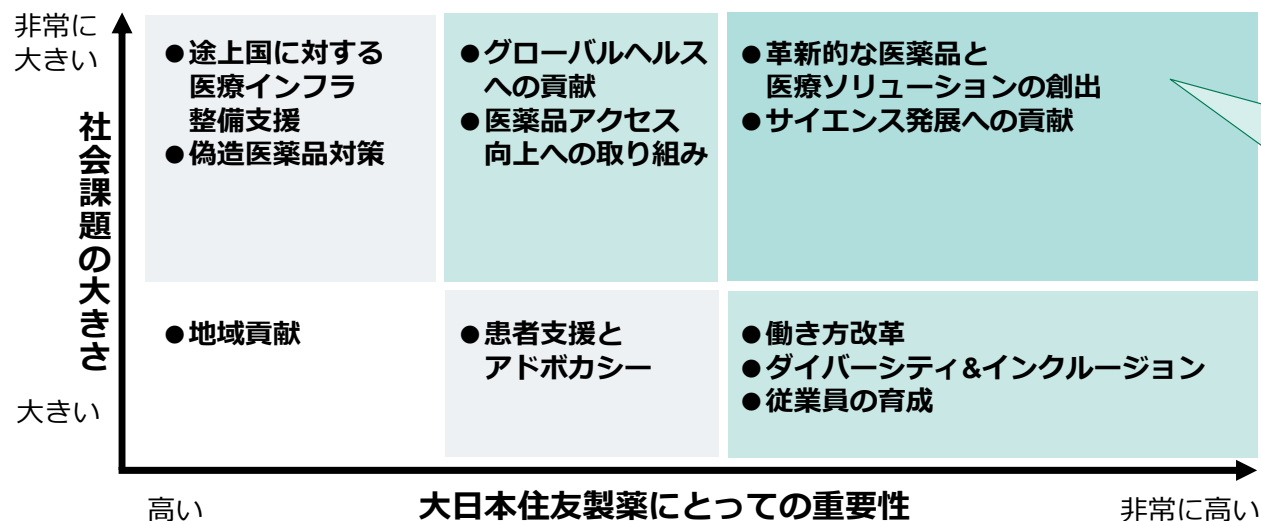 非常に
大きい
社会課題の大きさ
大きい
●途上国に対する
医療インフラ
整備支援
●偽造医薬品対策
●グローバルヘルス
への貢献
●医薬品アクセス
向上への取り組み
●革新的な医薬品と
医療ソリューションの創出
●サイエンス発展への貢献
●地域貢献
●患者支援と
アドボカシー
●働き方改革
●ダイバーシティ&インクルージョン
●従業員の育成
高い
大日本住友製薬にとっての重要性
非常に高い